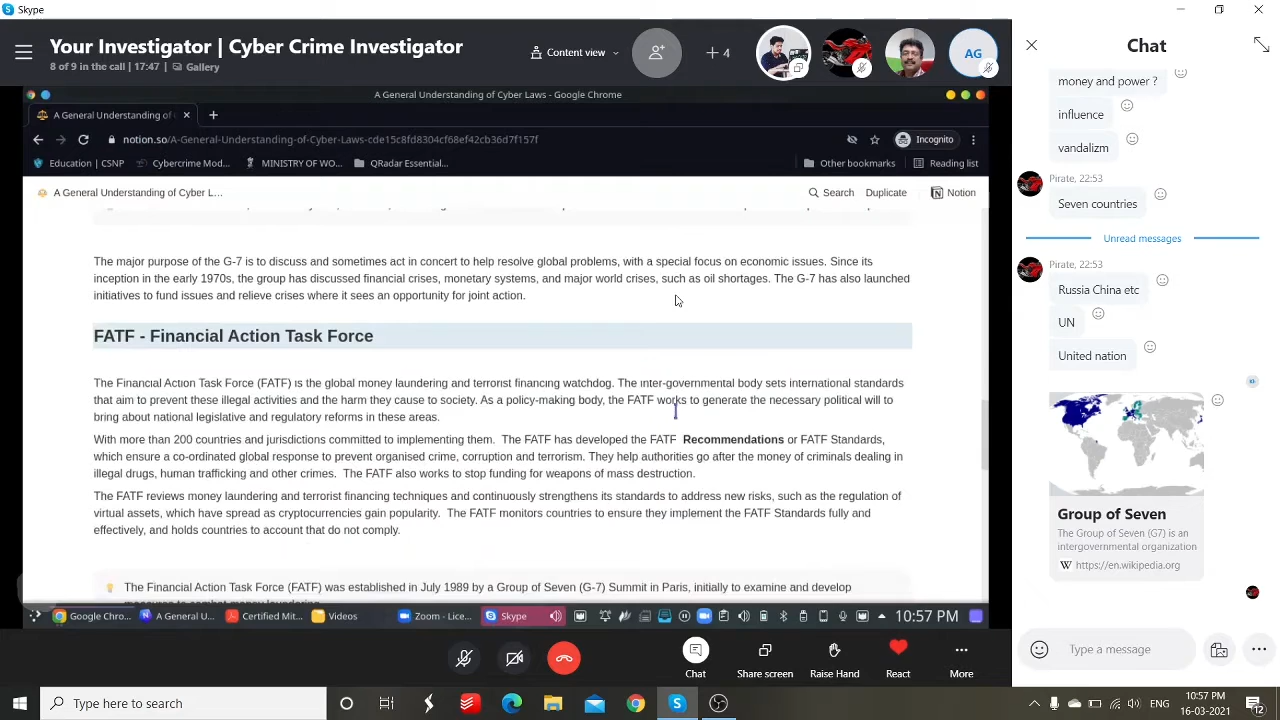 Skype
Your Investigator | Cyber Crime Investigator
8 of 9 in the call | 17:47 | Gallery
Content view
+ 4
AG
A General Understanding of Cyber Laws - Google Chrome
A General Understanding of
notion.so/A-General-Understanding-of-Cyber-Laws-cde15c8fd8304cf68ef42cb36d7f157f
Incognito
Education | CSNP
Cybercrime Mod...
MINISTRY OF WO...
QRadar Essential...
Other bookmarks
Reading list
A General Understanding of Cyber L...
Search
Duplicate
Notion
The major purpose of the G-7 is to discuss and sometimes act in concert to help resolve global problems, with a special focus on economic issues. Since its
inception in the early 1970s, the group has discussed financial crises, monetary systems, and major world crises, such as oil shortages. The G-7 has also launched
initiatives to fund issues and relieve crises where it sees an opportunity for joint action.
FATF - Financial Action Task Force
The Financial Action Task Force (FATF) is the global money laundering and terrorist financing watchdog. The inter-governmental body sets international standards
that aim to prevent these illegal activities and the harm they cause to society. As a policy-making body, the FATF works to generate the necessary political will to
bring about national legislative and regulatory reforms in these areas.
With more than 200 countries and jurisdictions committed to implementing them. The FATF has developed the FATF Recommendations or FATF Standards,
which ensure a co-ordinated global response to prevent organised crime, corruption and terrorism. They help authorities go after the money of criminals dealing in
illegal drugs, human trafficking and other crimes. The FATF also works to stop funding for weapons of mass destruction.
The FATF reviews money laundering and terrorist financing techniques and continuously strengthens its standards to address new risks, such as the regulation of
virtual assets, which have spread as cryptocurrencies gain popularity. The FATF monitors countries to ensure they implement the FATF Standards fully and
effectively, and holds countries to account that do not comply.
The Financial Action Task Force (FATF) was established in July 1989 by a Group of Seven (G-7) Summit in Paris, initially to examine and develop
Google Chro...
A General U...
Certified Mit...
Videos
Zoom - Lice...
Skype
10:57 PM
Chat
Share screen
Raise Hand
React
More
Chat
money and power ?
influence
vandalizm
Pirate, 22:53
Seven countries
Unread messages
Pirate, 22:53
Russia China etc
UN
United nation
Group of Seven
The Group of Seven (G7) is an
intergovernmental organization
W https://en.wikipedia.org
Type a message
Type here to search
10:57 PM
16-03-2021
2